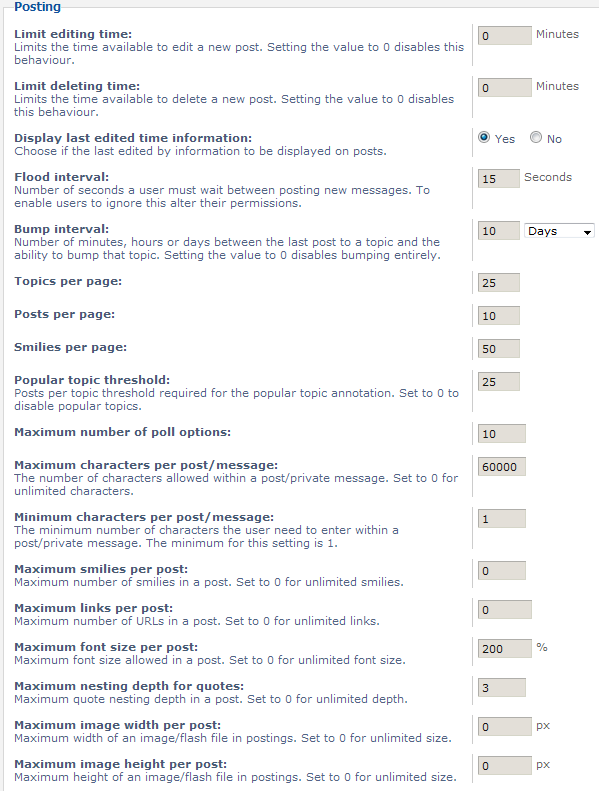 Posting
Limit editing time:
Limits the time available to edit a new post. Setting the value to 0 disables this
behaviour.
0 Minutes
Limit deleting time:
Limits the time available to delete a new post. Setting the value to 0 disables
this behaviour.
0 Minutes
Display last edited time information:
Choose if the last edited by information to be displayed on posts.
Yes No
Flood interval:
Number of seconds a user must wait between posting new messages. To
enable users to ignore this alter their permissions.
15 Seconds
Bump interval:
Number of minutes, hours or days between the last post to a topic and the
ability to bump that topic. Setting the value to 0 disables bumping entirely.
10 Days
Topics per page:
25
Posts per page:
10
Smilies per page:
50
Popular topic threshold:
Posts per topic threshold required for the popular topic annotation. Set to 0 to
disable popular topics.
25
Maximum number of poll options:
10
Maximum characters per post/message:
The number of characters allowed within a post/private message. Set to 0 for
unlimited characters.
60000
Minimum characters per post/message:
The minimum number of characters the user need to enter within a
post/private message. The minimum for this setting is 1.
1
Maximum smilies per post:
Maximum number of smilies in a post. Set to 0 for unlimited smilies.
0
Maximum links per post:
Maximum number of URLs in a post. Set to 0 for unlimited links.
0
Maximum font size per post:
Maximum font size allowed in a post. Set to 0 for unlimited font size.
200 %
Maximum nesting depth for quotes:
Maximum quote nesting depth in a post. Set to 0 for unlimited depth.
3
Maximum image width per post:
Maximum width of an image/flash file in postings. Set to 0 for unlimited size.
0 px
Maximum image height per post:
Maximum height of an image/flash file in postings. Set to 0 for unlimited size.
0 px